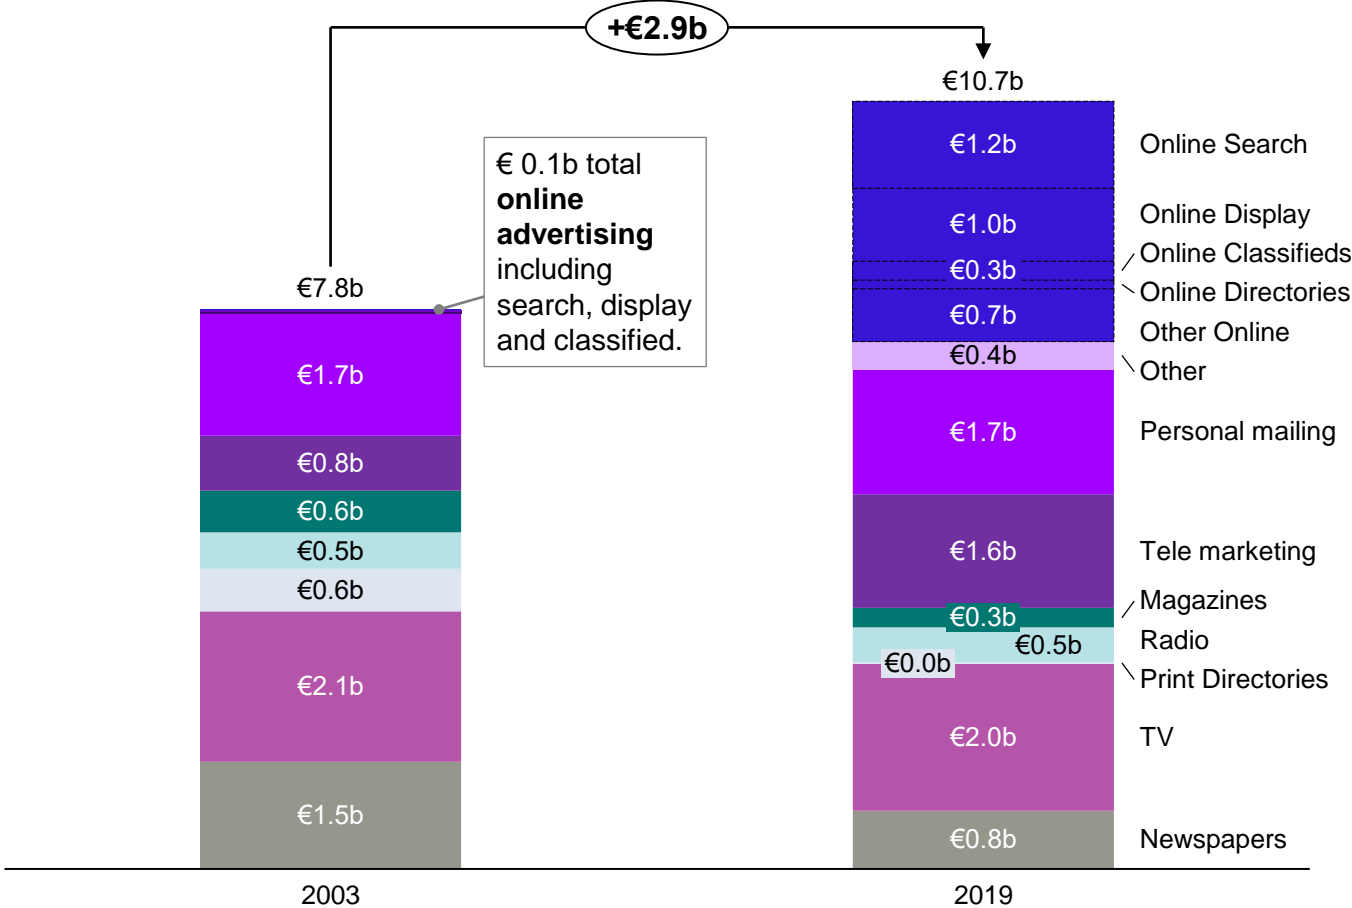 +€2.9b
€10.7b
€7.8b
€ 0.1b total
online
advertising
including
search, display
and classified.
€1.7b
€0.8b
€0.6b
€0.5b
€0.6b
€2.1b
€1.5b
€1.2b
Online Search
€1.0b
Online Display
Online Classifieds
€0.3b
Online Directories
€0.7b
Other Online
€0.4b
Other
€1.7b
Personal mailing
€1.6b
Tele marketing
Magazines
€0.3b
Radio
€0.5b
€0.0b
Print Directories
€2.0b
TV
€0.8b
Newspapers
2003
2019